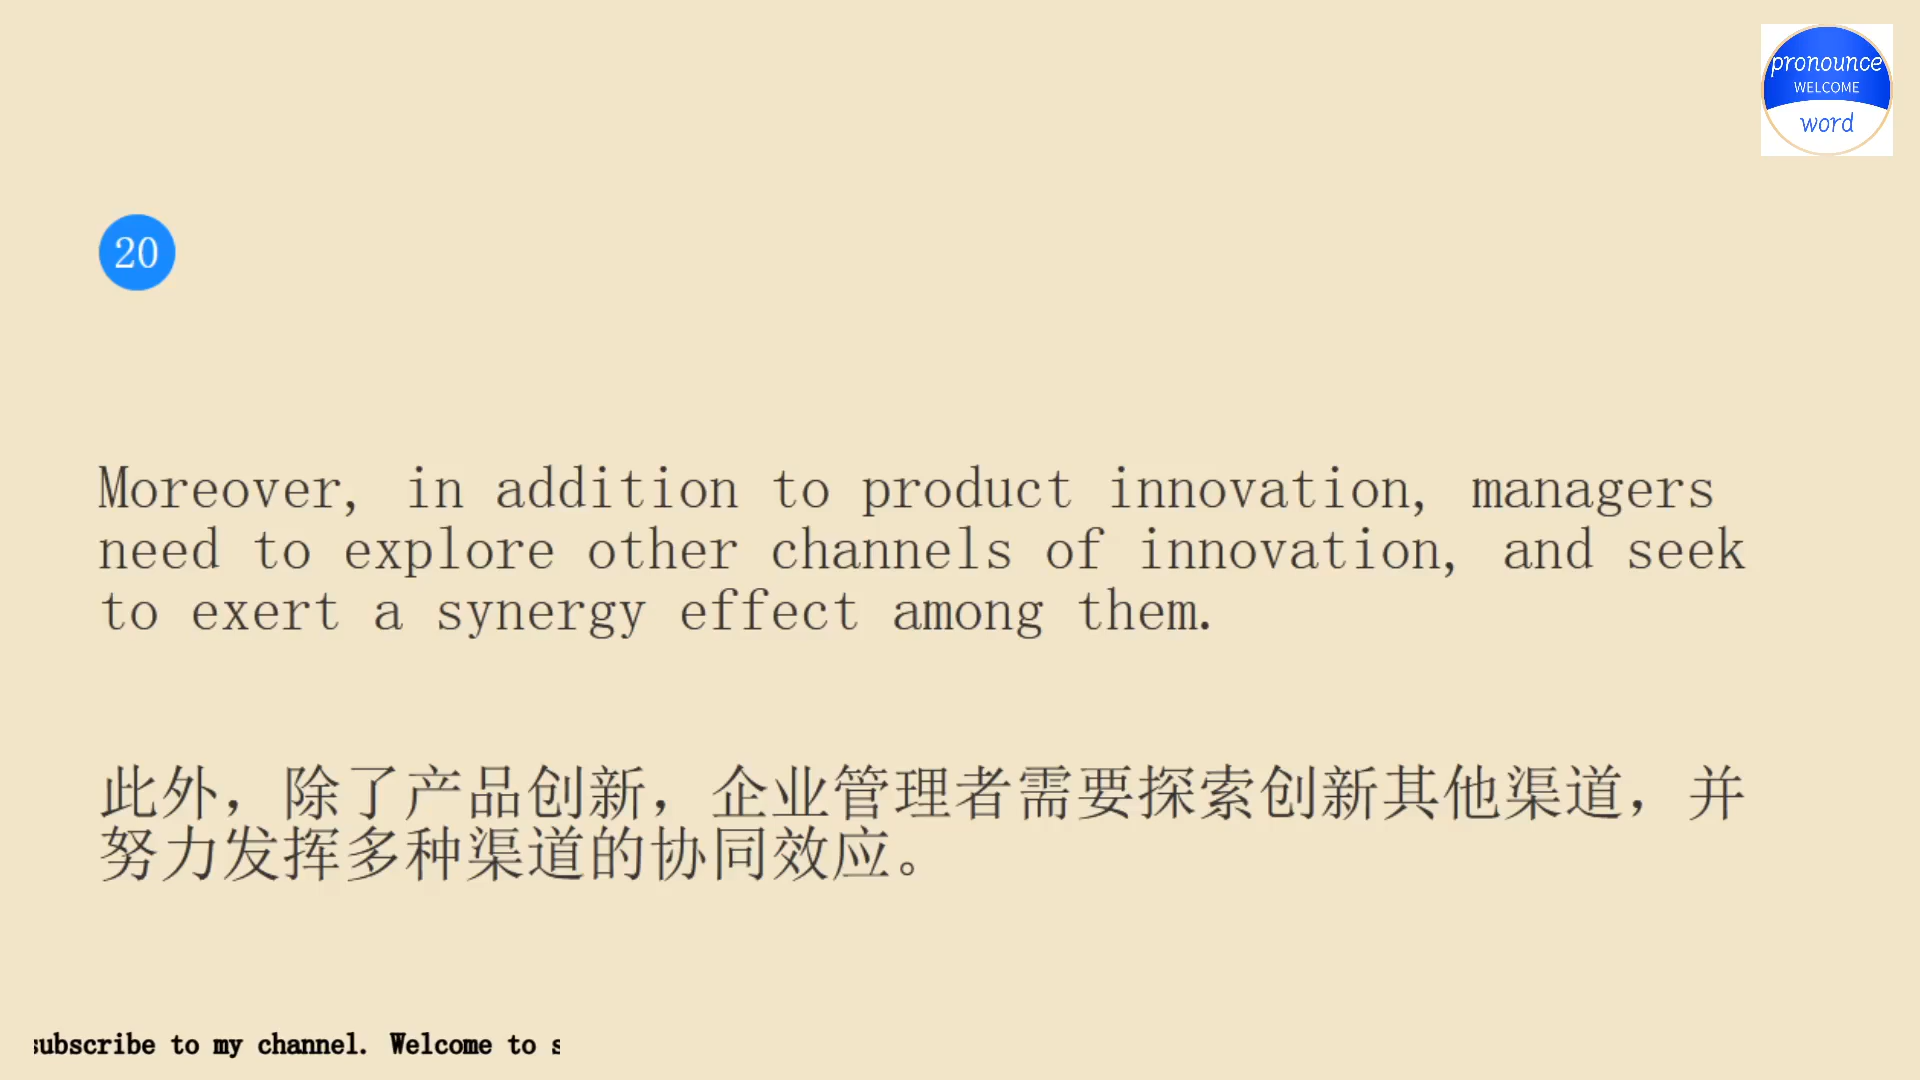 pronounce
WELCOME
word
20
Moreover, in addition to product innovation, managers
need to explore other channels of innovation, and seek
to exert a synergy effect among them.
此外，除了产品创新，企业管理者需要探索创新其他渠道，并
努力发挥多种渠道的协同效应。
subscribe to my channel. Welcome to s